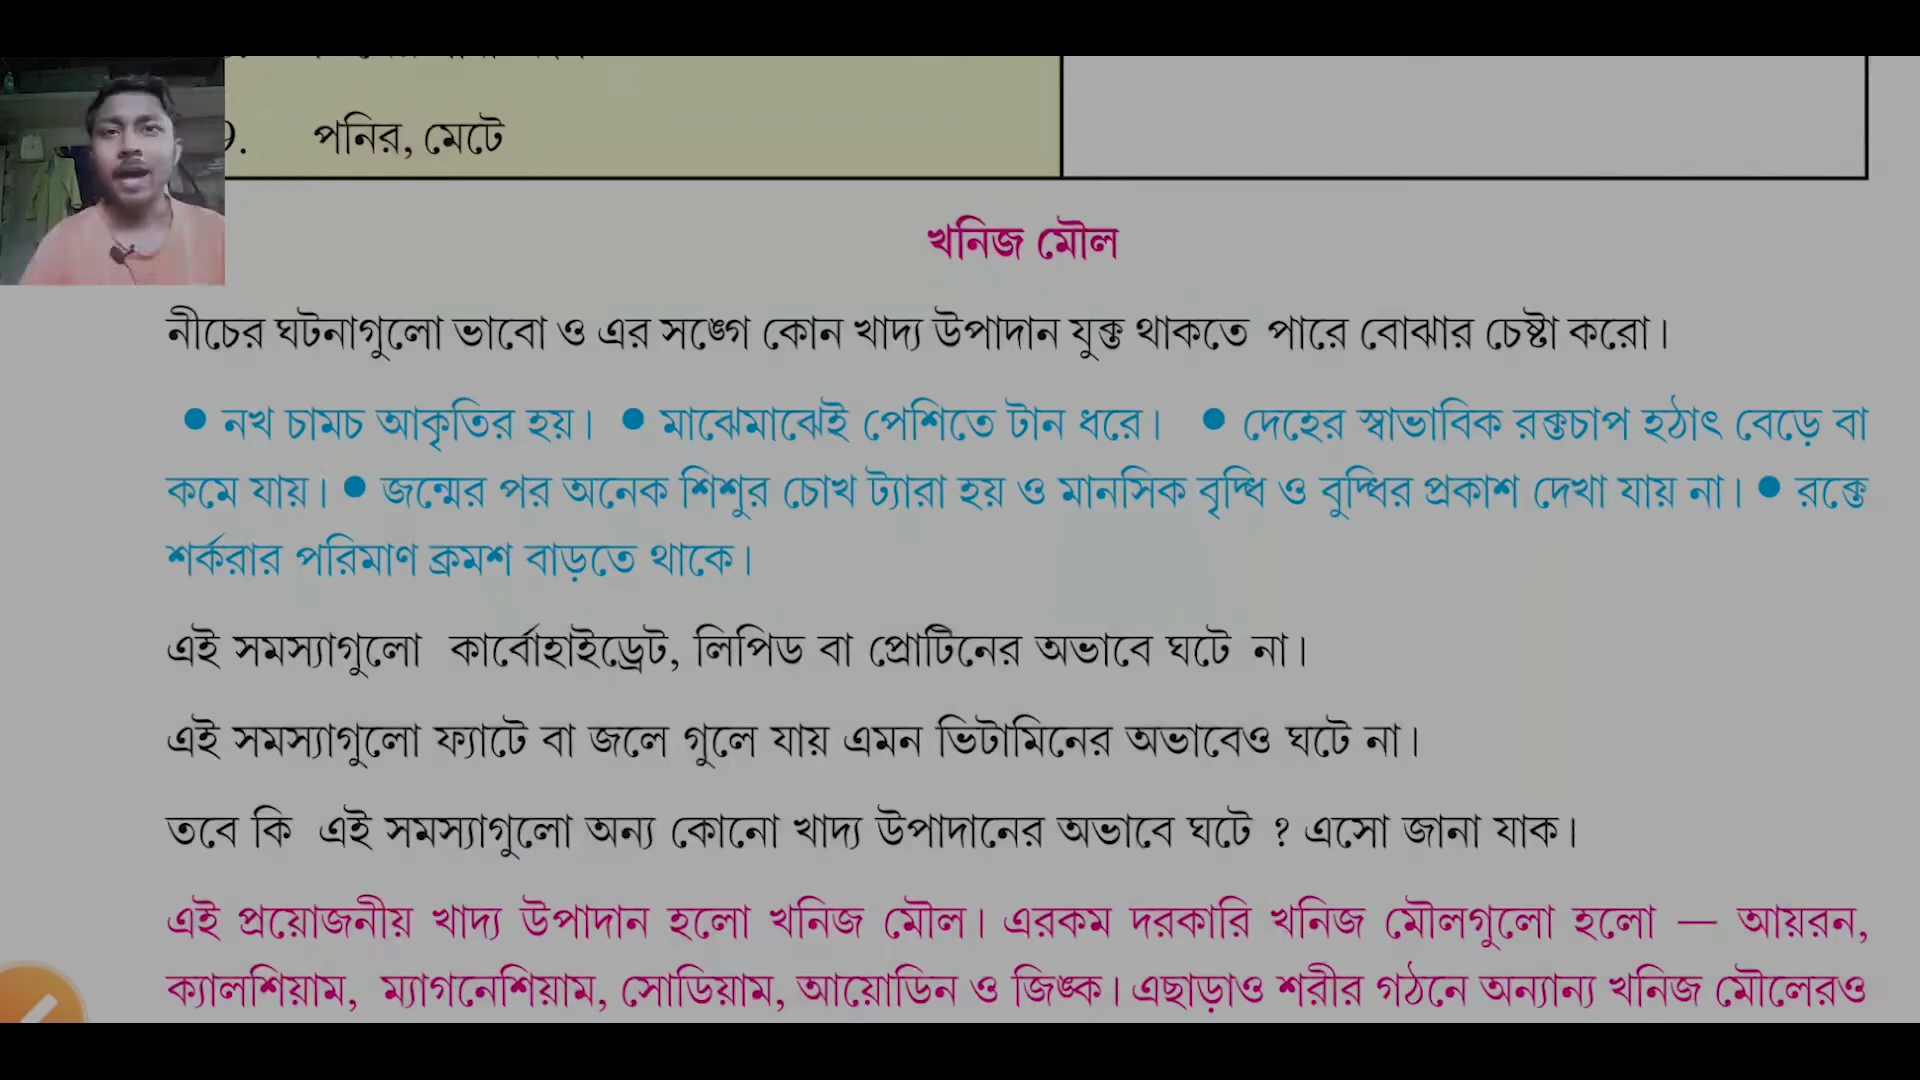 9. পনির, মেটে
খনিজ মৌল
নীচের ঘটনাগুলো ভাবো ও এর সঙ্গে কোন খাদ্য উপাদান যুক্ত থাকতে পারে বোঝার চেষ্টা করো।
● নখ চামচ আকৃতির হয়। ● মাঝেমাঝেই পেশিতে টান ধরে। ● দেহের স্বাভাবিক রক্তচাপ হঠাৎ বেড়ে বা
কমে যায়। ● জন্মের পর অনেক শিশুর চোখ ট্যারা হয় ও মানসিক বৃদ্ধি ও বুদ্ধির প্রকাশ দেখা যায় না। ● রক্তে
শর্করার পরিমাণ ক্রমশ বাড়তে থাকে।
এই সমস্যাগুলো কার্বোহাইড্রেট, লিপিড বা প্রোটিনের অভাবে ঘটে না।
এই সমস্যাগুলো ফ্যাটে বা জলে গুলে যায় এমন ভিটামিনের অভাবেও ঘটে না।
তবে কি এই সমস্যাগুলো অন্য কোনো খাদ্য উপাদানের অভাবে ঘটে ? এসো জানা যাক।
এই প্রয়োজনীয় খাদ্য উপাদান হলো খনিজ মৌল। এরকম দরকারি খনিজ মৌলগুলো হলো — আয়রন,
ক্যালশিয়াম, ম্যাগনেশিয়াম, সোডিয়াম, আয়োডিন ও জিঙ্ক। এছাড়াও শরীর গঠনে অন্যান্য খনিজ মৌলেরও